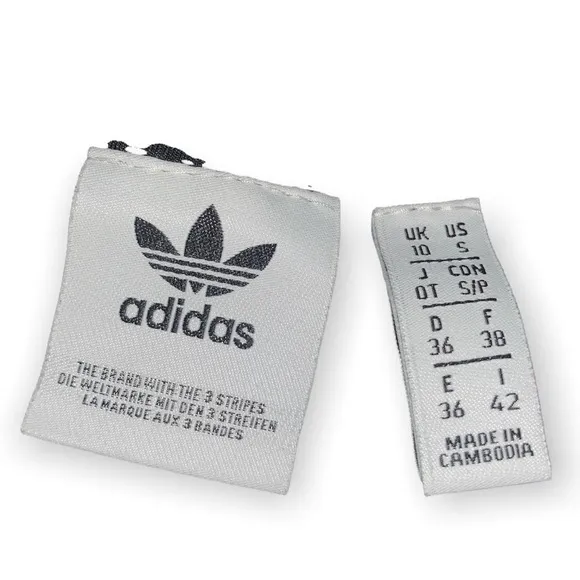 adidas
THE BRAND WITH THE 3 STRIPES
DIE WELTMARKE MIT DEN 3 STREIFEN
LA MARQUE AUX 3 BANDES
UK US
10 S
J CDN
OT S/P
D F
36 38
E I
36 42
MADE IN
CAMBODIA